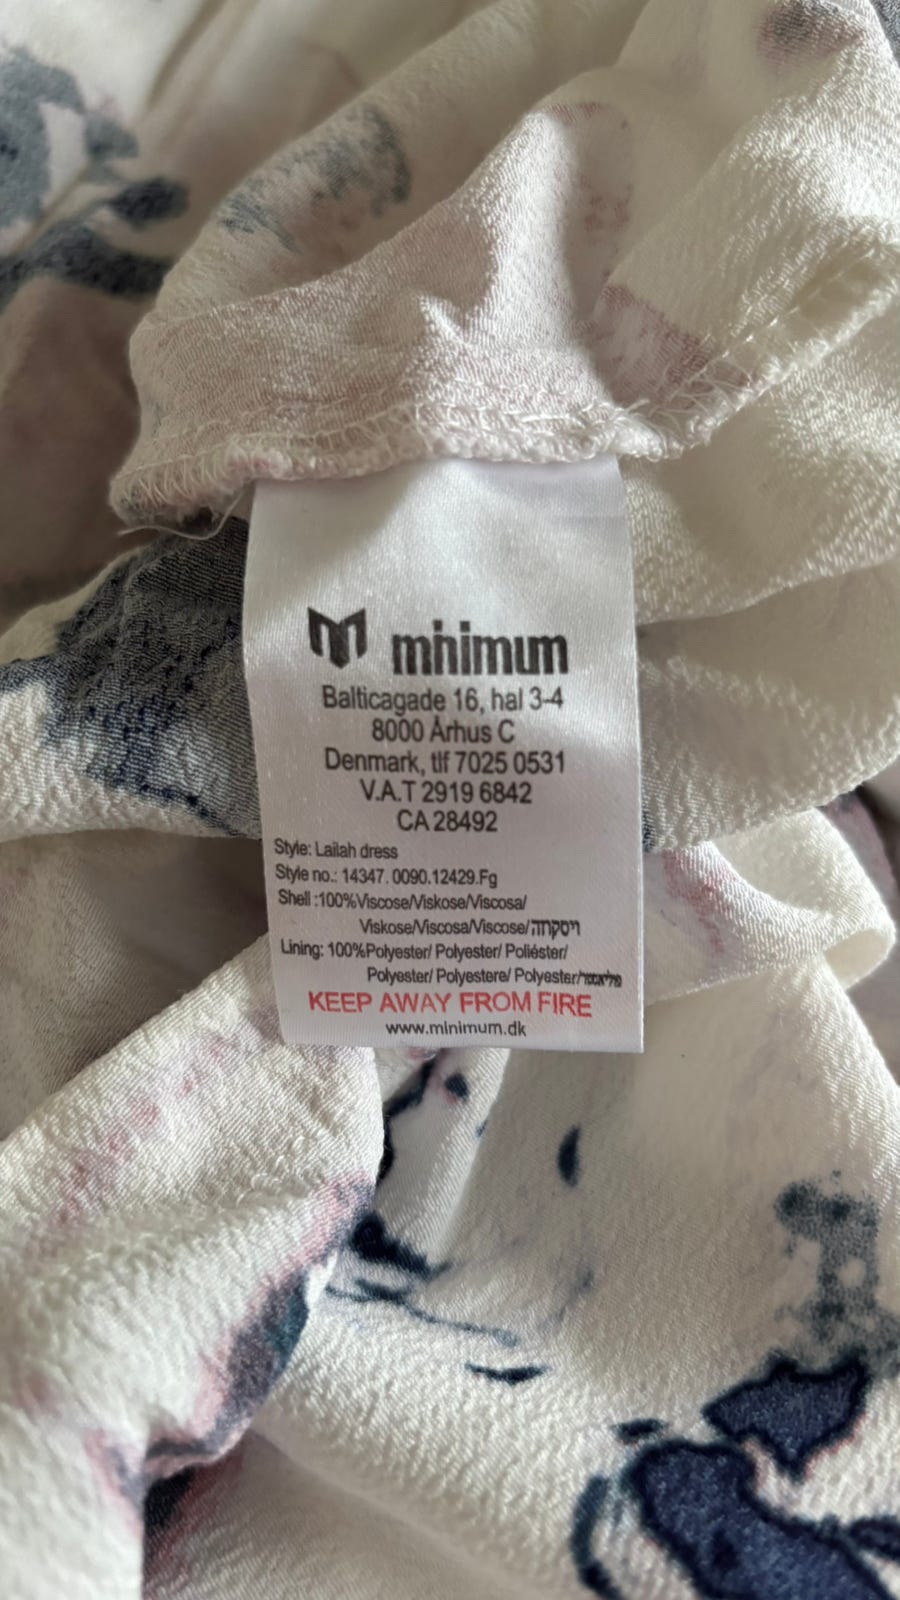 minimum
Balticagade 16, hal 3-4
8000 Århus C
Denmark, tlf 7025 0531
V.A.T 2919 6842
CA 28492
Style: Lailah dress
Style no.: 14347. 0090.12429.Fg
Shell :100%Viscose/Viskose/Viscosa/
Viskose/Viscosa/Viscose/ויסקוזה
Lining: 100%Polyester/ Polyester/ Poliéster/
Polyester/ Polyestere/ Polyester/
KEEP AWAY FROM FIRE
www.minimum.dk